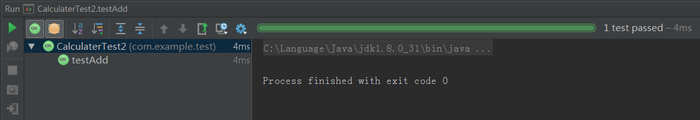 Run CalculaterTest2.testAdd
1 test passed – 4ms
CalculaterTest2 (com.example.test) 4ms
testAdd 4ms
C:\Language\Java\jdk1.8.0_31\bin\java ...
Process finished with exit code 0